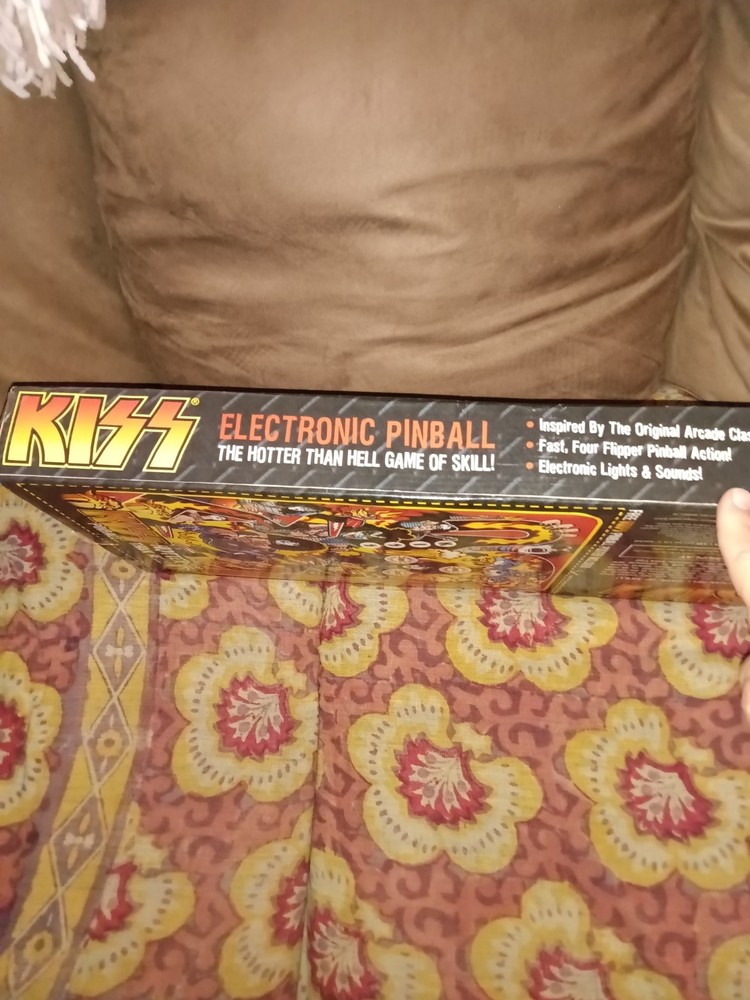 KISS®
ELECTRONIC PINBALL
THE HOTTER THAN HELL GAME OF SKILL!
• Inspired By The Original Arcade Clas
• Fast, Four Flipper Pinball Action!
• Electronic Lights & Sounds!